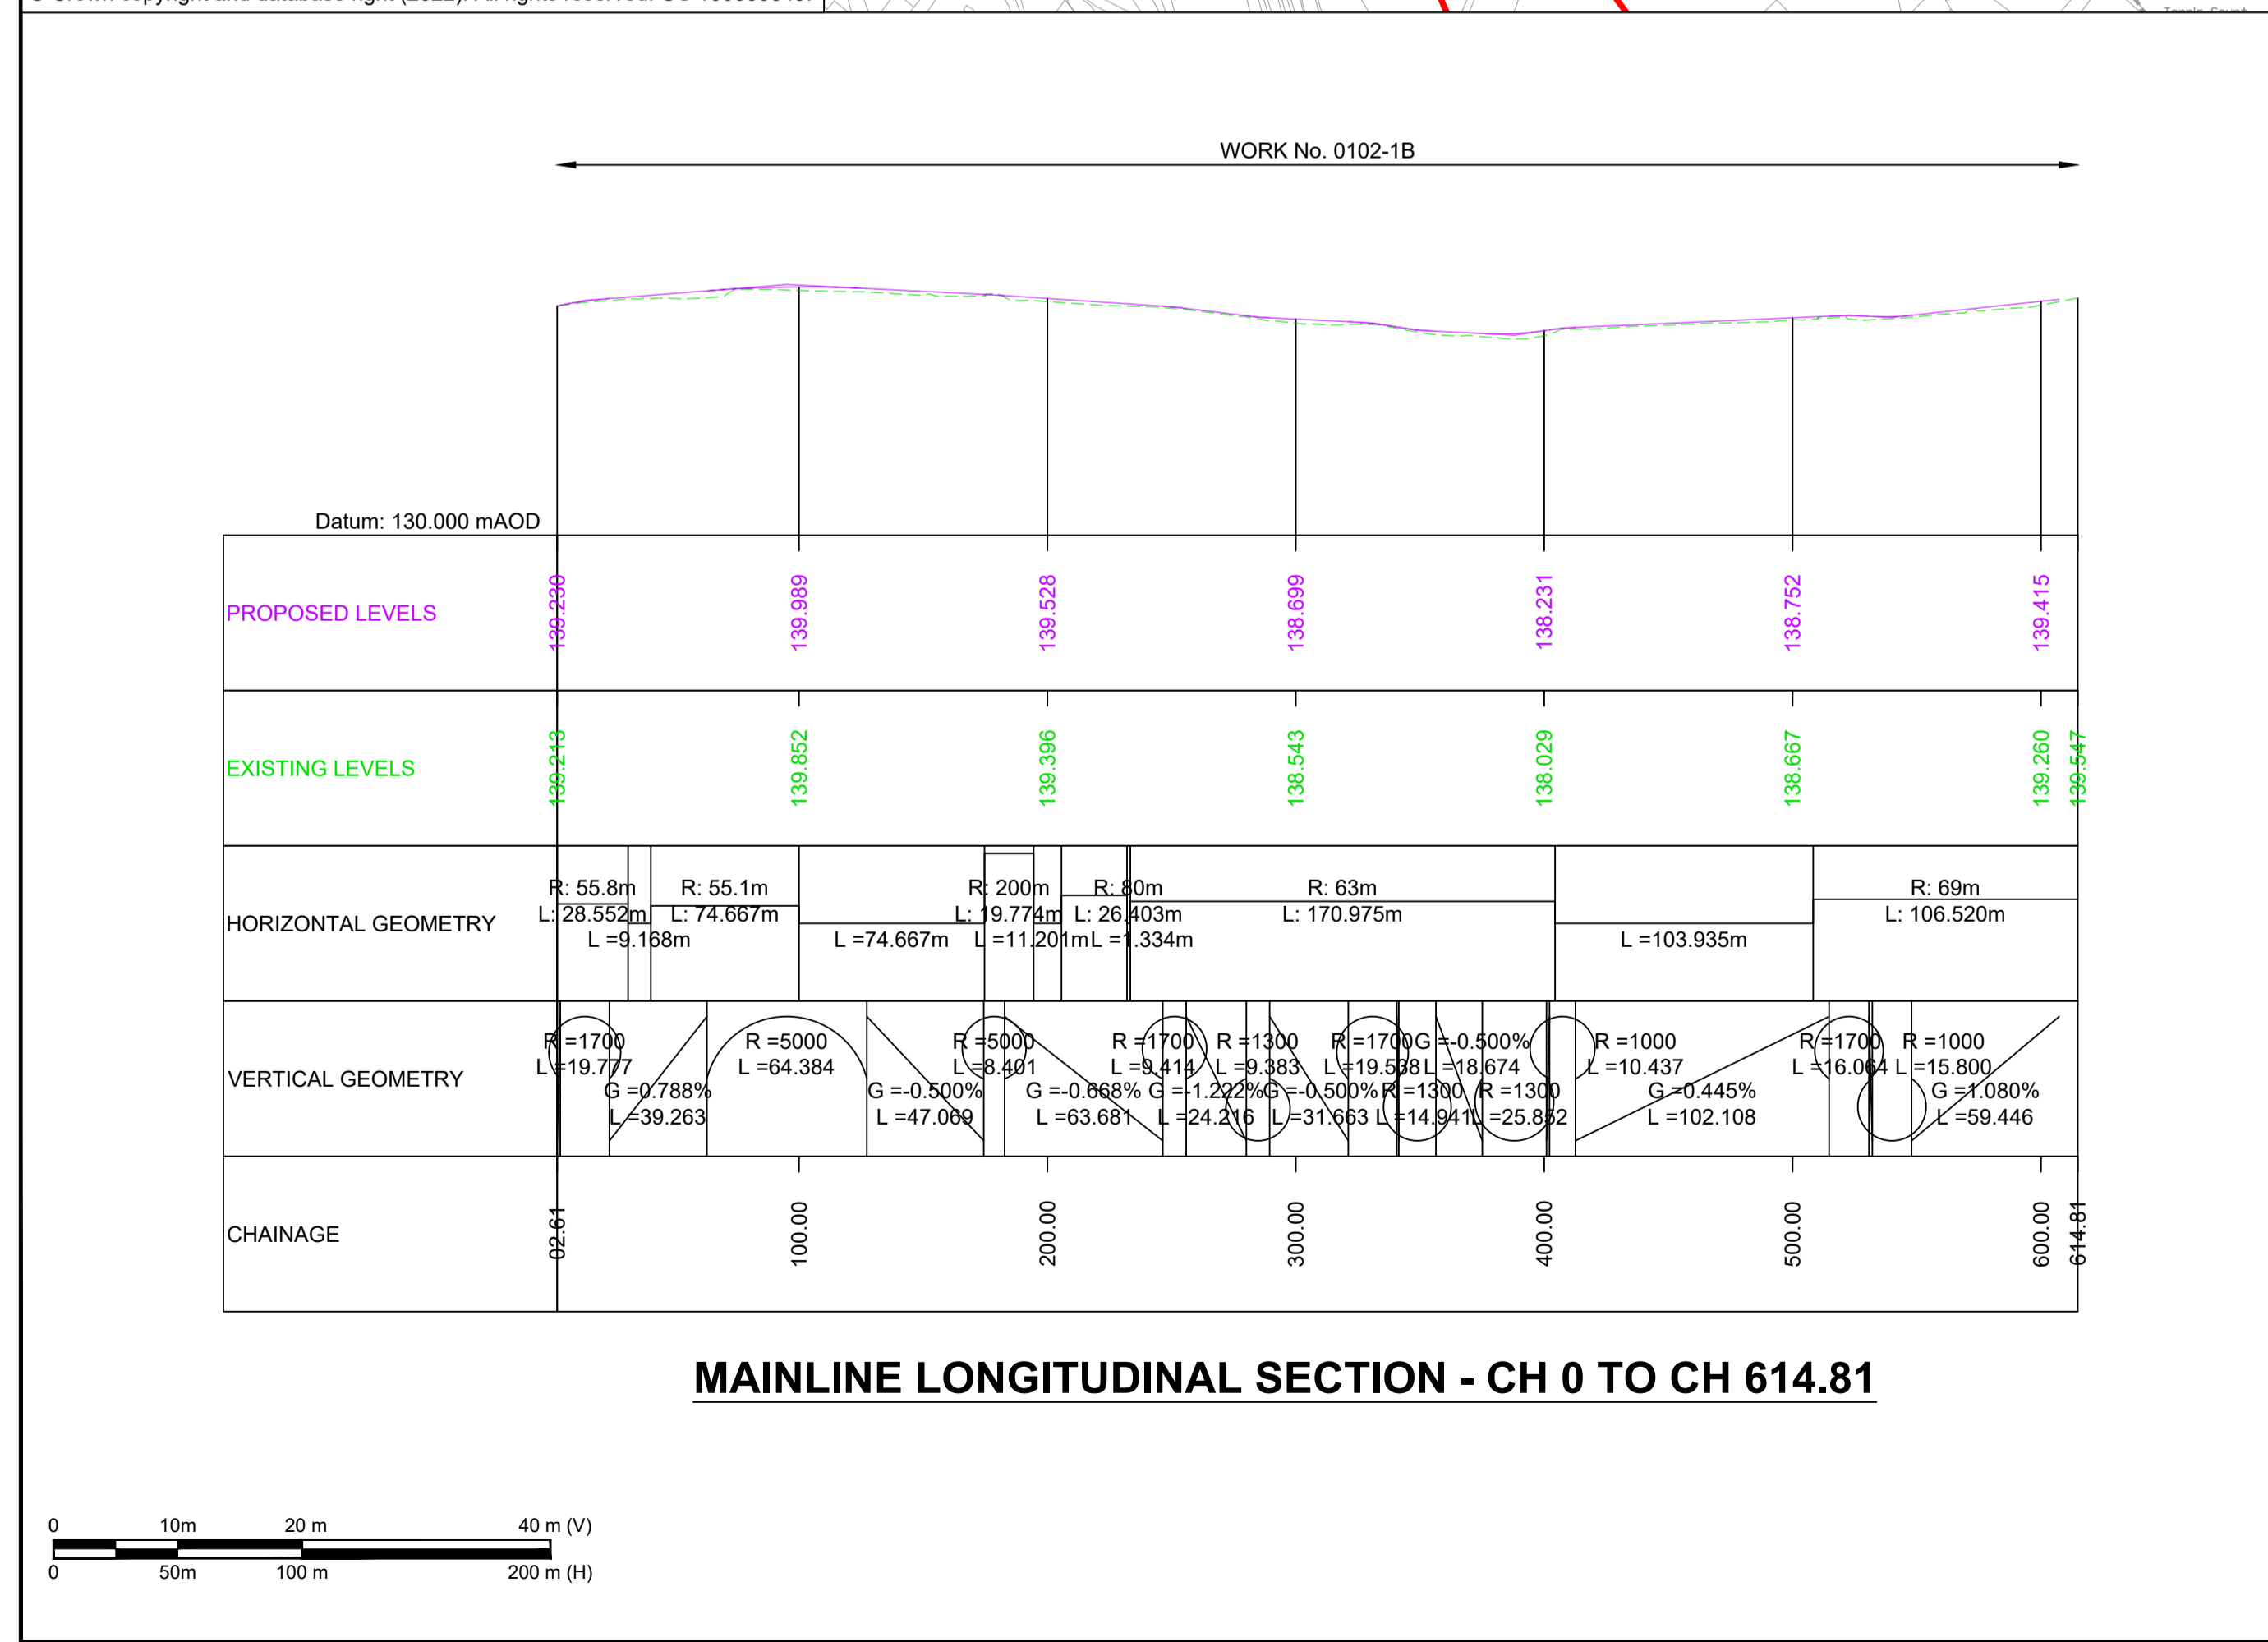 WORK No. 0102-1B
Datum: 130.000 mAOD
PROPOSED LEVELS
139.230
139.989
139.528
138.699
138.231
138.752
139.415
EXISTING LEVELS
139.213
139.852
139.396
138.543
138.029
138.667
139.260
139.547
HORIZONTAL GEOMETRY
R: 55.8m
L: 28.552m
L =9.168m
R: 55.1m
L: 74.667m
L =74.667m
R: 200m
L: 19.774m
L =11.201m
R: 80m
L: 26.403m
L =1.334m
R: 63m
L: 170.975m
L =103.935m
R: 69m
L: 106.520m
VERTICAL GEOMETRY
R =1700
L =19.777
G =0.788%
L =39.263
R =5000
L =64.384
G =-0.500%
L =47.069
R =5000
L =8.401
G =-0.668%
L =63.681
R =1700
L =9.414
G =-1.222%
L =24.216
R =1300
L =9.383
G =-0.500%
L =31.663
R =1700
L =19.538
R =1300
L =14.941
G =-0.500%
L =18.674
R =1300
L =25.852
R =1000
L =10.437
G =0.445%
L =102.108
R =1700
L =16.064
R =1000
L =15.800
G =1.080%
L =59.446
CHAINAGE
02.61
100.00
200.00
300.00
400.00
500.00
600.00
614.81
MAINLINE LONGITUDINAL SECTION - CH 0 TO CH 614.81
0 10m 20 m 40 m (V)
0 50m 100 m 200 m (H)